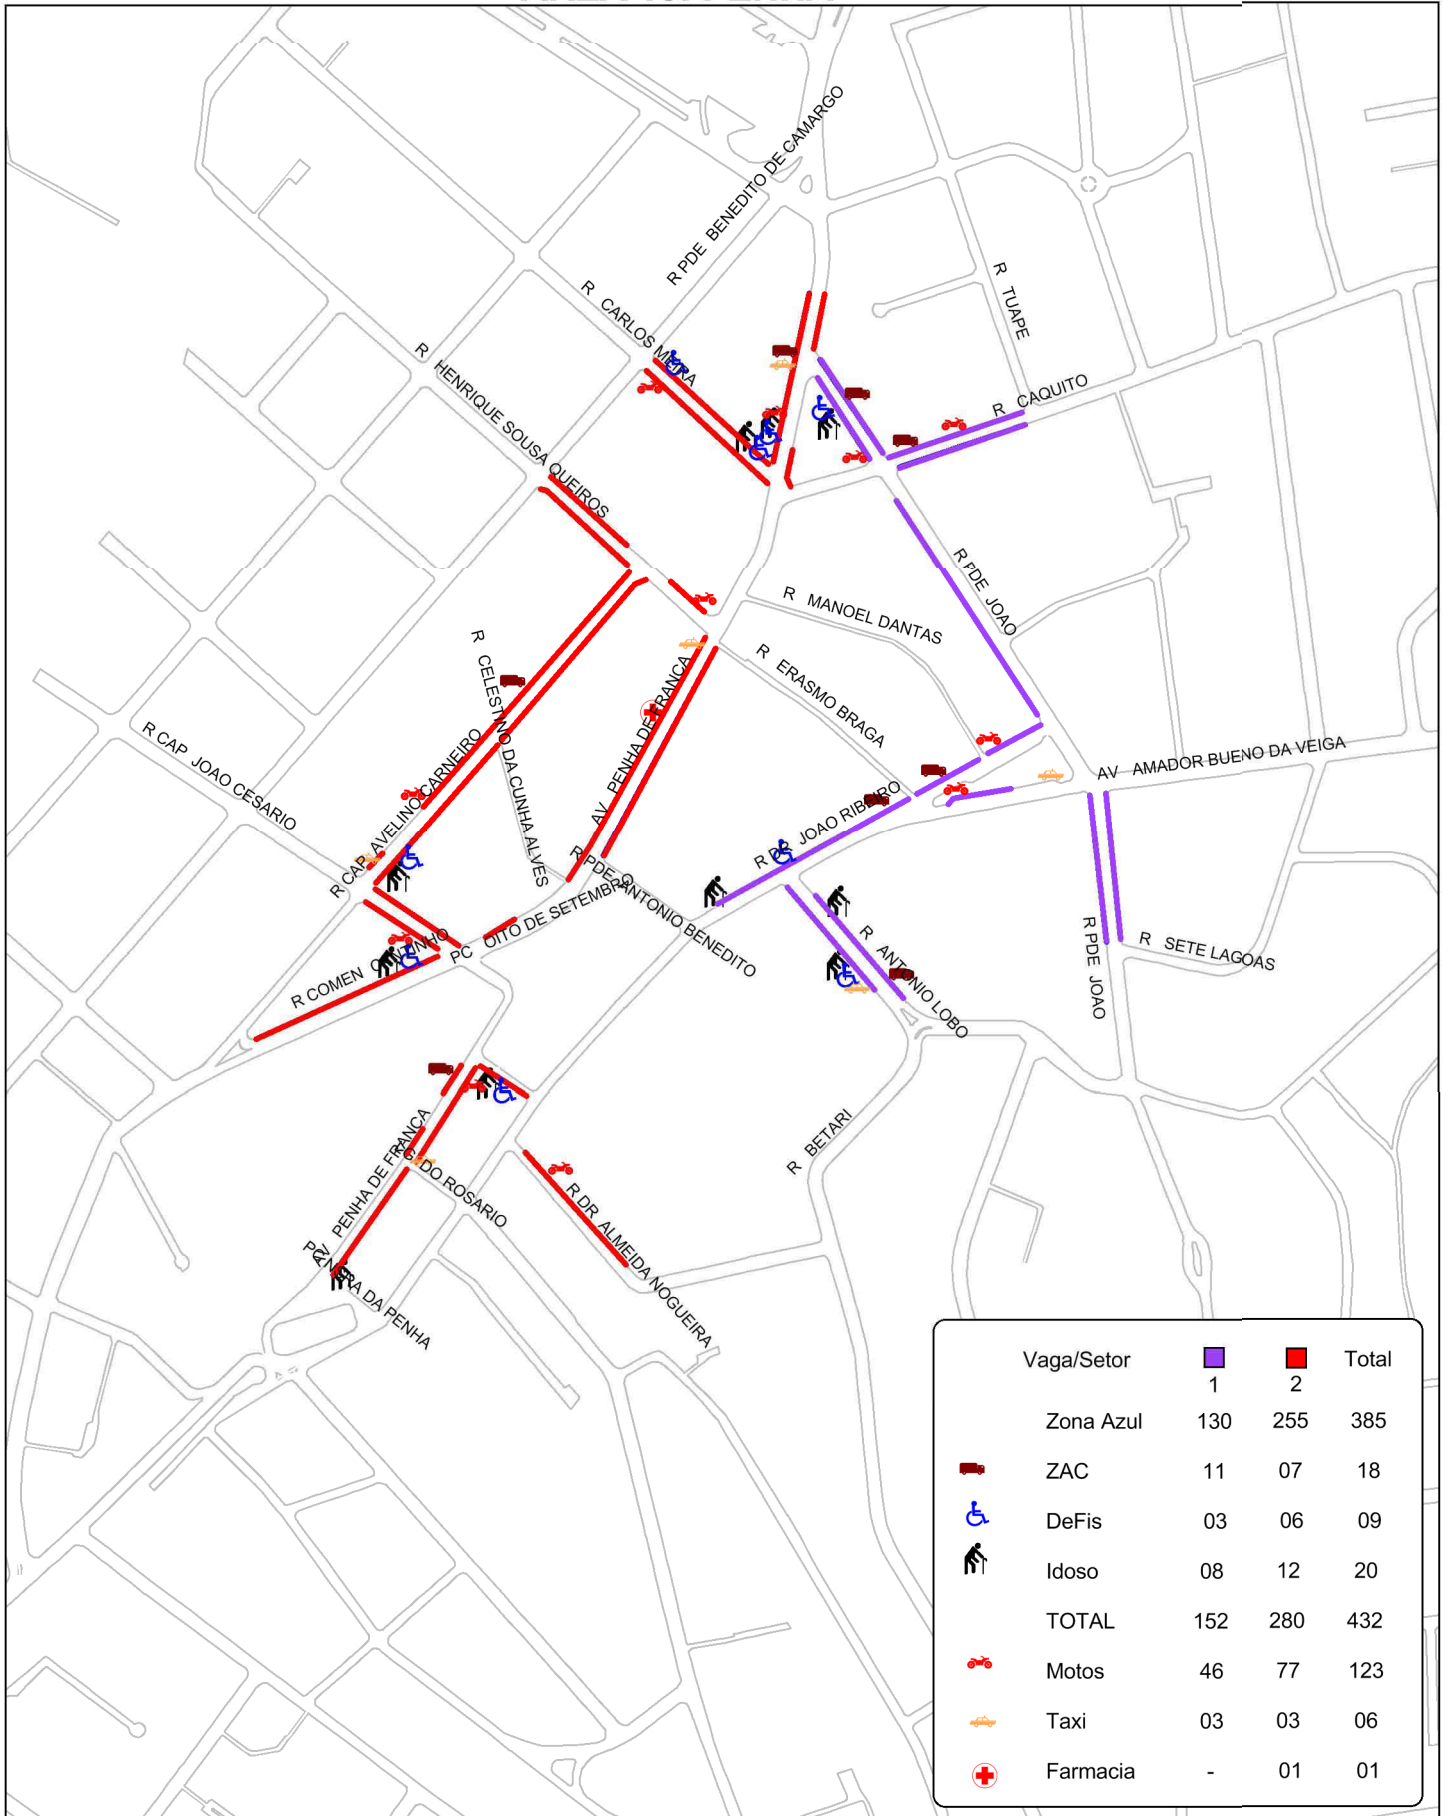 R PDE BENEDITO DE CAMARGO
R CARLOS MEIRA
R TUAPE
R HENRIQUE SOUSA QUEIROS
R CAQUITO
R PDE JOAO
R MANOEL DANTAS
R CELESTINO DA CUNHA ALVES
R ERASMO BRAGA
AV PENHA DE FRANCA
R CAP JOAO CESARIO
R CAP AVELINO CARNEIRO
AV AMADOR BUENO DA VEIGA
R DR JOAO RIBEIRO
R PDE ANTONIO BENEDITO
PC OITO DE SETEMBRO
R COMEN CANTINHO
R ANTONIO LOBO
R PDE JOAO
R SETE LAGOAS
R BETARI
AV PENHA DE FRANCA
DO ROSARIO
R DR ALMEIDA NOGUEIRA
DA PENHA
Vaga/Setor 1 2 Total
Zona Azul 130 255 385
ZAC 11 07 18
DeFis 03 06 09
Idoso 08 12 20
TOTAL 152 280 432
Motos 46 77 123
Taxi 03 03 06
Farmacia - 01 01